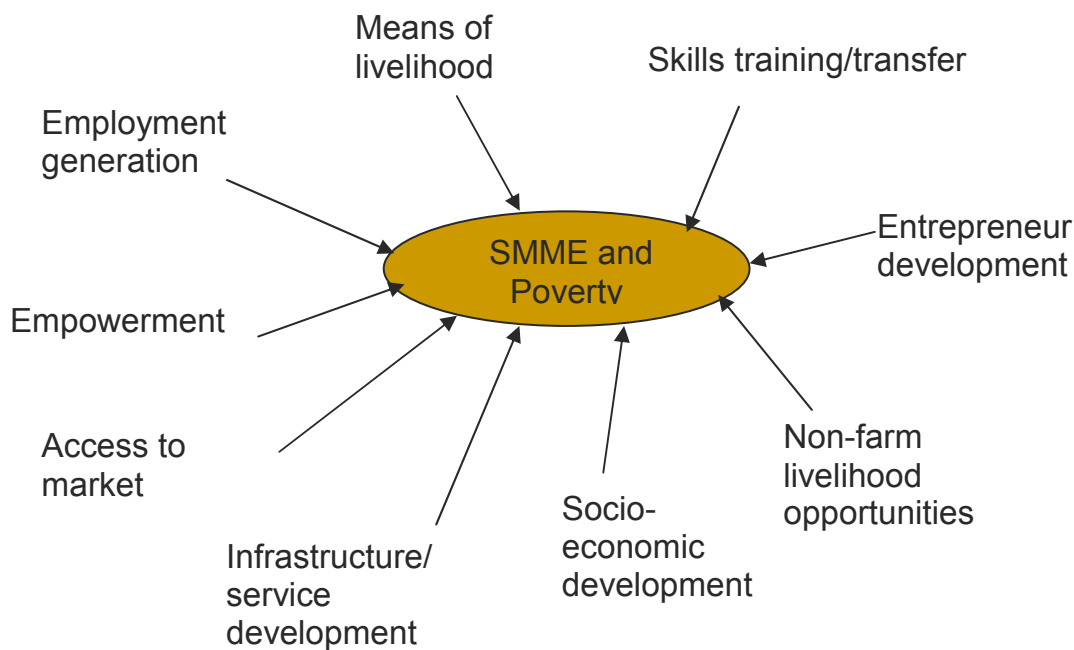 Means of
livelihood
Skills training/transfer
Employment
generation
SMME and
Poverty
Entrepreneur
development
Empowerment
Access to
market
Non-farm
livelihood
opportunities
Socio-
economic
development
Infrastructure/
service
development